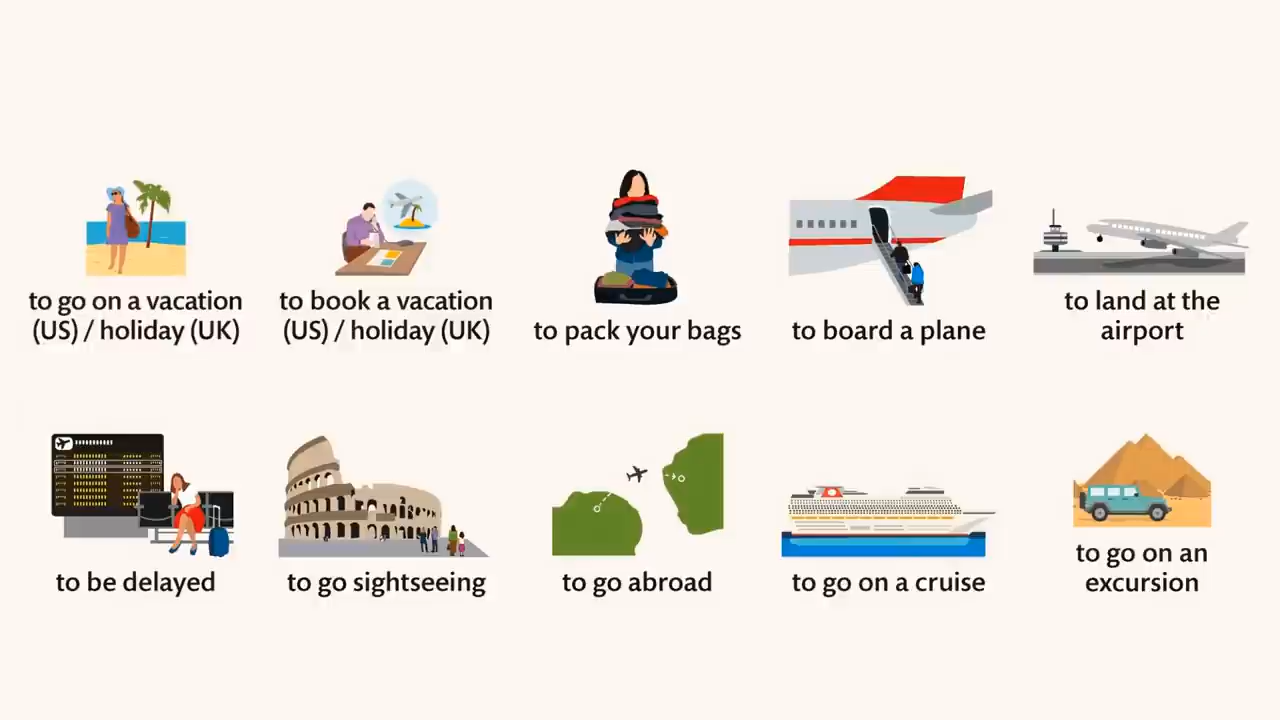 to go on a vacation
(US) / holiday (UK)
to book a vacation
(US) / holiday (UK)
to pack your bags
to board a plane
to land at the
airport
to be delayed
to go sightseeing
to go abroad
to go on a cruise
to go on an
excursion